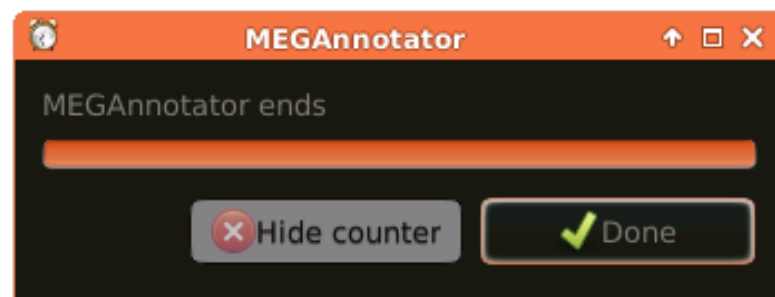 MEGAnnotator
MEGAnnotator ends
Hide counter
Done